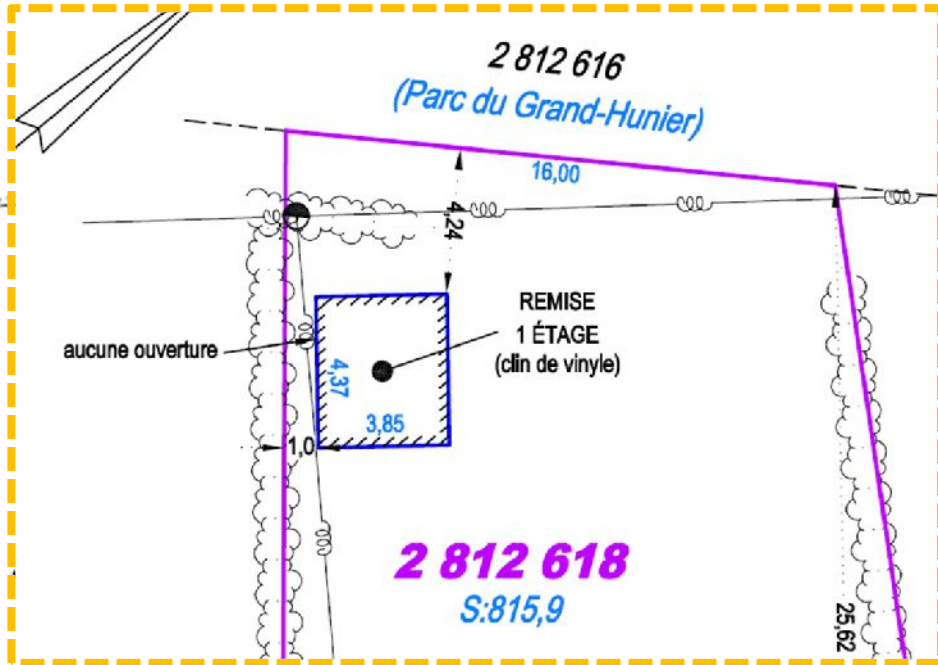 2 812 616
(Parc du Grand-Hunier)
16,00
4,24
REMISE
1 ÉTAGE
(clin de vinyle)
aucune ouverture
4,37
3,85
1,0
2 812 618
S:815,9
25,62